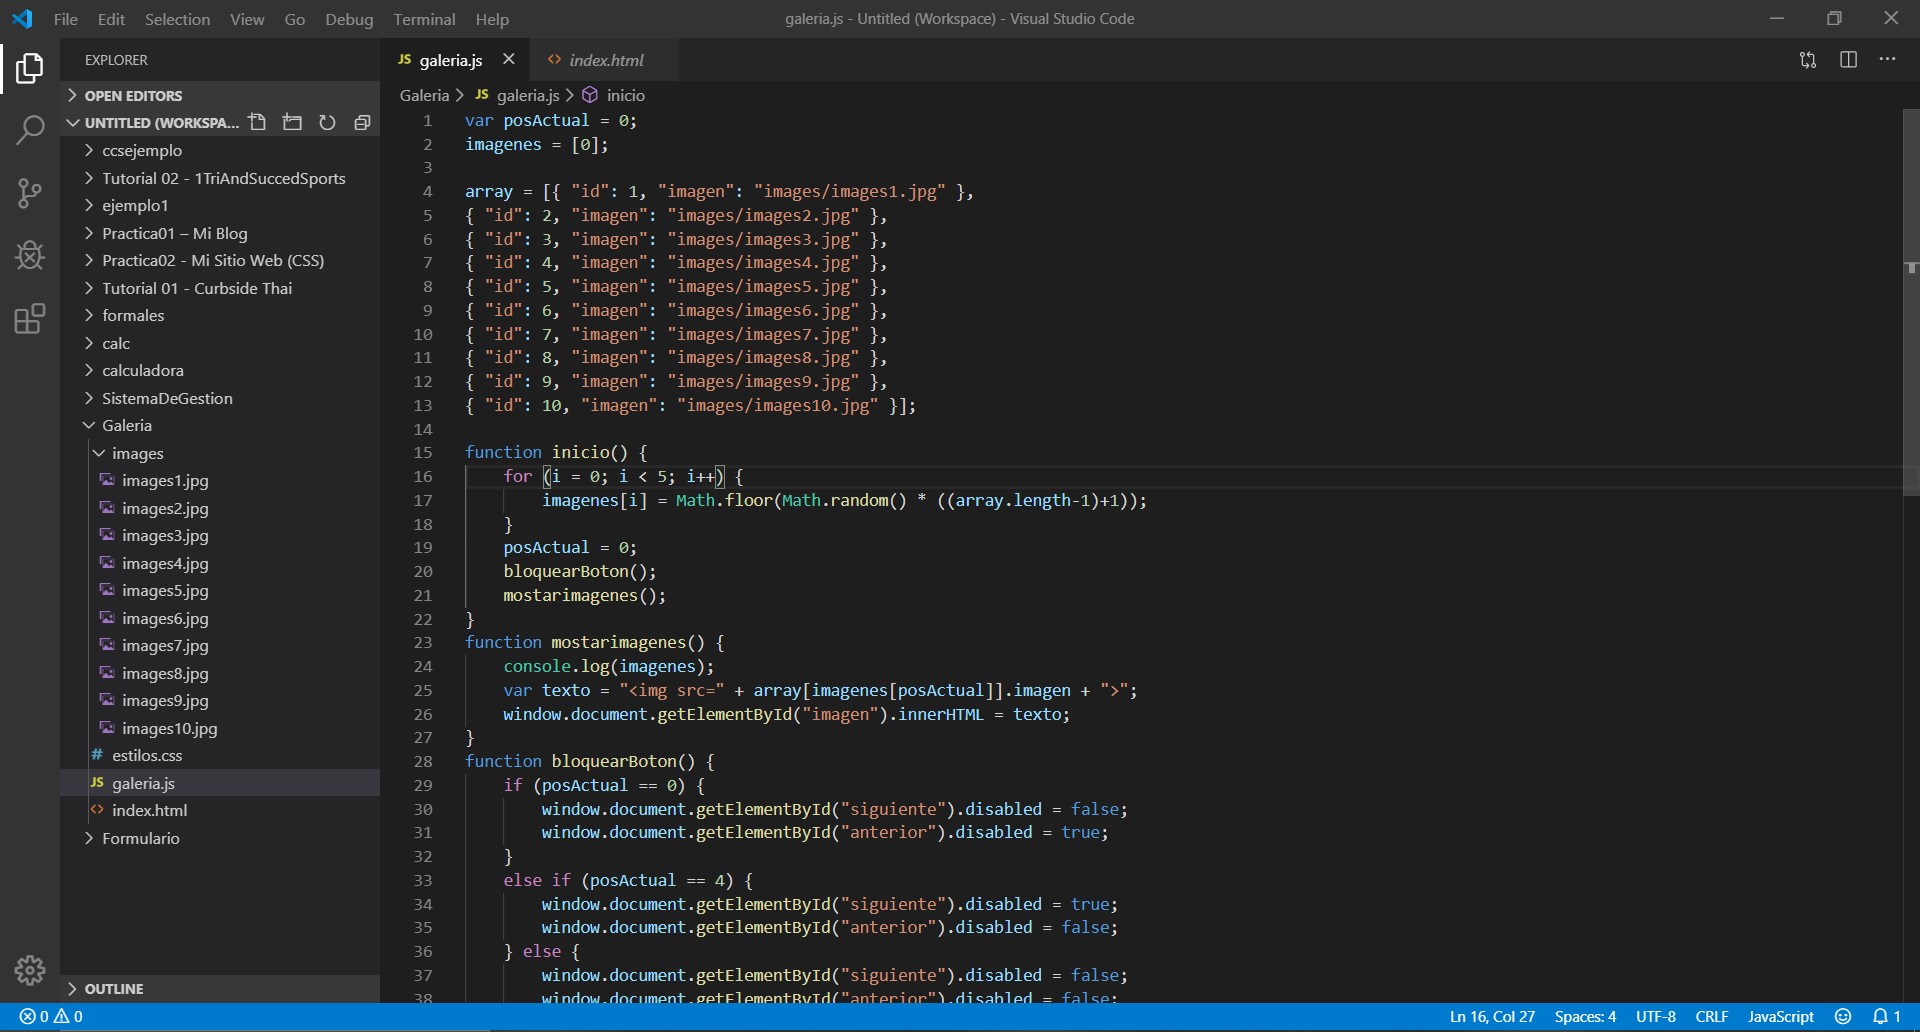 File Edit Selection View Go Debug Terminal Help
galeria.js - Untitled (Workspace) - Visual Studio Code
EXPLORER
OPEN EDITORS
UNTITLED (WORKSPA...
ccsejemplo
Tutorial 02 - 1TriAndSuccedSports
ejemplo1
Practica01 – Mi Blog
Practica02 - Mi Sitio Web (CSS)
Tutorial 01 - Curbside Thai
formales
calc
calculadora
SistemaDeGestion
Galeria
images
images1.jpg
images2.jpg
images3.jpg
images4.jpg
images5.jpg
images6.jpg
images7.jpg
images8.jpg
images9.jpg
images10.jpg
# estilos.css
JS galeria.js
<> index.html
Formulario
OUTLINE
JS galeria.js
<> index.html
Galeria > JS galeria.js > inicio
1 var posActual = 0;
2 imagenes = [0];
3
4 array = [{ "id": 1, "imagen": "images/images1.jpg" },
5 { "id": 2, "imagen": "images/images2.jpg" },
6 { "id": 3, "imagen": "images/images3.jpg" },
7 { "id": 4, "imagen": "images/images4.jpg" },
8 { "id": 5, "imagen": "images/images5.jpg" },
9 { "id": 6, "imagen": "images/images6.jpg" },
10 { "id": 7, "imagen": "images/images7.jpg" },
11 { "id": 8, "imagen": "images/images8.jpg" },
12 { "id": 9, "imagen": "images/images9.jpg" },
13 { "id": 10, "imagen": "images/images10.jpg" }];
14
15 function inicio() {
16 for (i = 0; i < 5; i++) {
17 imagenes[i] = Math.floor(Math.random() * ((array.length-1)+1));
18 }
19 posActual = 0;
20 bloquearBoton();
21 mostarimagenes();
22 }
23 function mostarimagenes() {
24 console.log(imagenes);
25 var texto = "<img src=" + array[imagenes[posActual]].imagen + ">";
26 window.document.getElementById("imagen").innerHTML = texto;
27 }
28 function bloquearBoton() {
29 if (posActual == 0) {
30 window.document.getElementById("siguiente").disabled = false;
31 window.document.getElementById("anterior").disabled = true;
32 }
33 else if (posActual == 4) {
34 window.document.getElementById("siguiente").disabled = true;
35 window.document.getElementById("anterior").disabled = false;
36 } else {
37 window.document.getElementById("siguiente").disabled = false;
38 window.document.getElementById("anterior").disabled = false;
0 0
Ln 16, Col 27 Spaces: 4 UTF-8 CRLF JavaScript 1